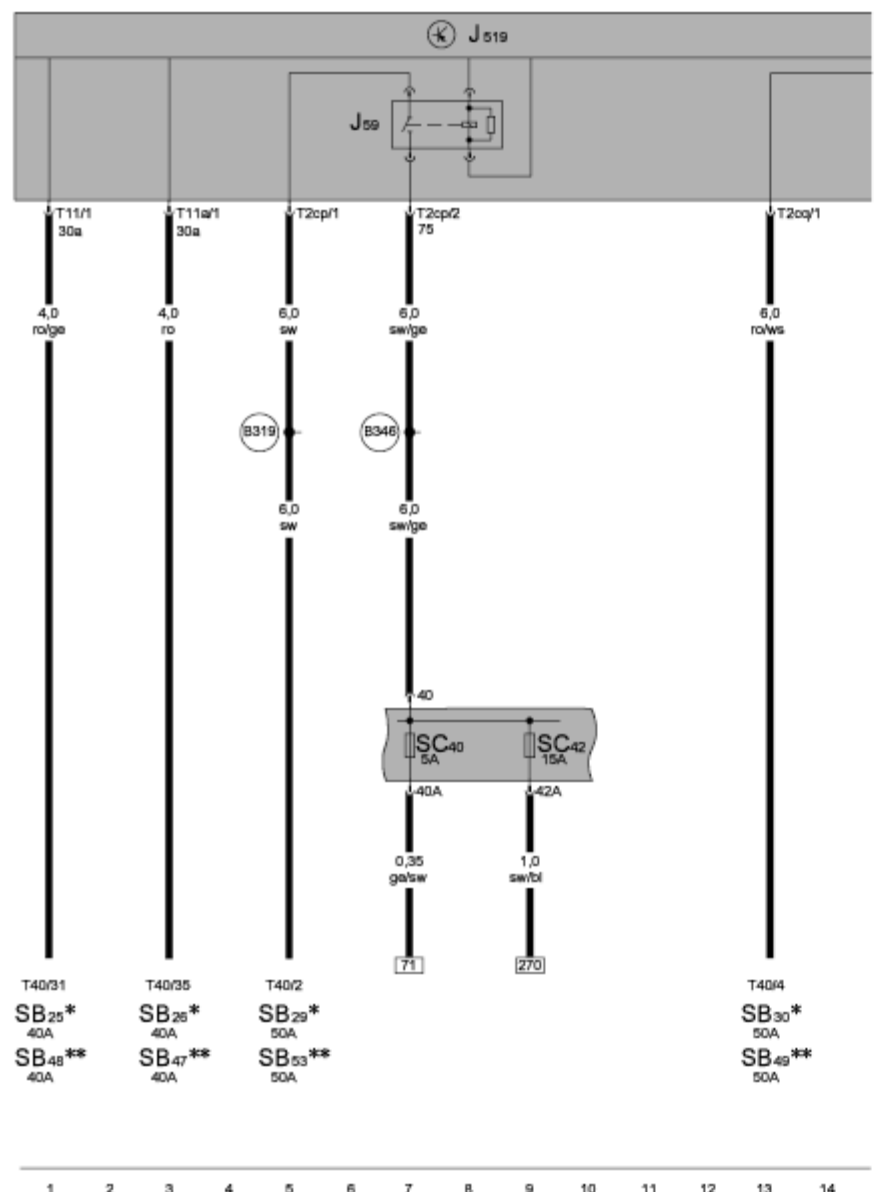 J519
J59
T11/1
30a
T11a/1
30a
T2cp/1
T2cp/2
75
T2cq/1
4,0
ro/ge
4,0
ro
6,0
sw
6,0
sw/ge
6,0
ro/ws
B319
B346
6,0
sw
6,0
sw/ge
40
SC40
5A
SC42
15A
40A
42A
0,35
ge/sw
1,0
sw/bl
71
270
T40/31
T40/35
T40/2
T40/4
SB25*
40A
SB26*
40A
SB29*
50A
SB30*
50A
SB48**
40A
SB47**
40A
SB53**
50A
SB49**
50A
1 2 3 4 5 6 7 8 9 10 11 12 13 14